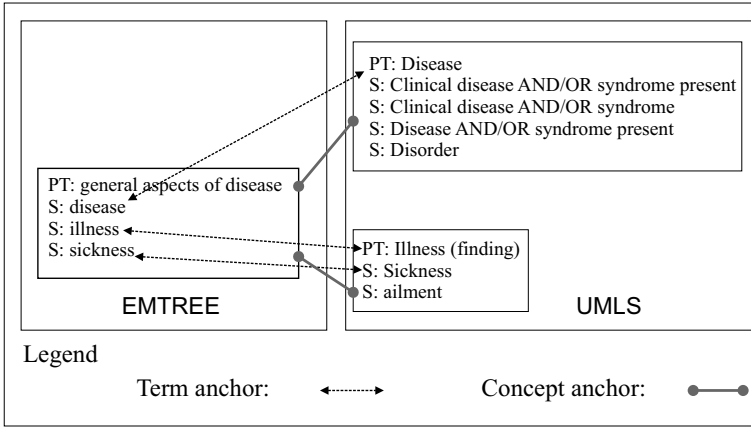 PT: Disease
S: Clinical disease AND/OR syndrome present
S: Clinical disease AND/OR syndrome
S: Disease AND/OR syndrome present
S: Disorder
PT: general aspects of disease
S: disease
S: illness
S: sickness
PT: Illness (finding)
S: Sickness
S: ailment
EMTREE
UMLS
Legend
Term anchor:
Concept anchor: